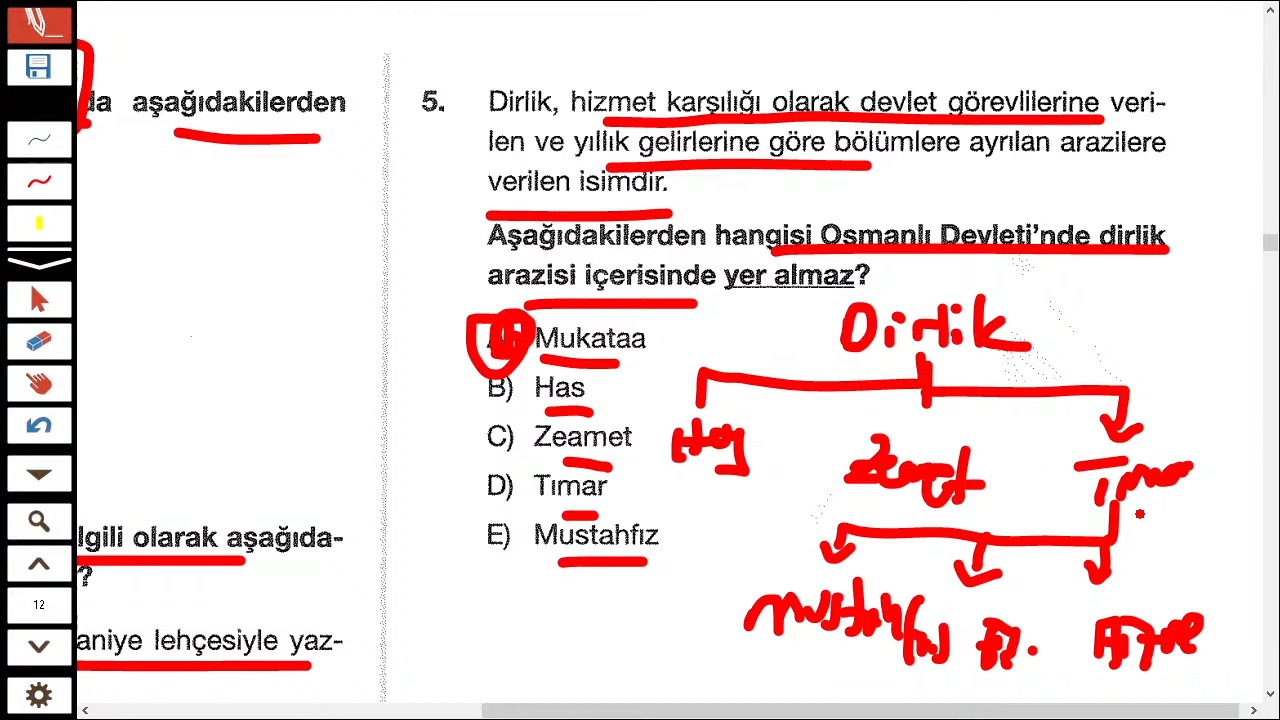 da aşağıdakilerden
lgili olarak aşağıda-
?
aniye lehçesiyle yaz-
5. Dirlik, hizmet karşılığı olarak devlet görevlilerine veri-
len ve yıllık gelirlerine göre bölümlere ayrılan arazilere
verilen isimdir.
Aşağıdakilerden hangisi Osmanlı Devleti’nde dirlik
arazisi içerisinde yer almaz?
A) Mukataa
B) Has
C) Zeamet
D) Tımar
E) Mustahfız
Dirlik
Has
Zeamet
Tımar
Mustahfız
12